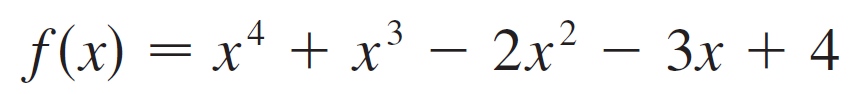 f(x) = x⁴ + x³ − 2x² − 3x + 4